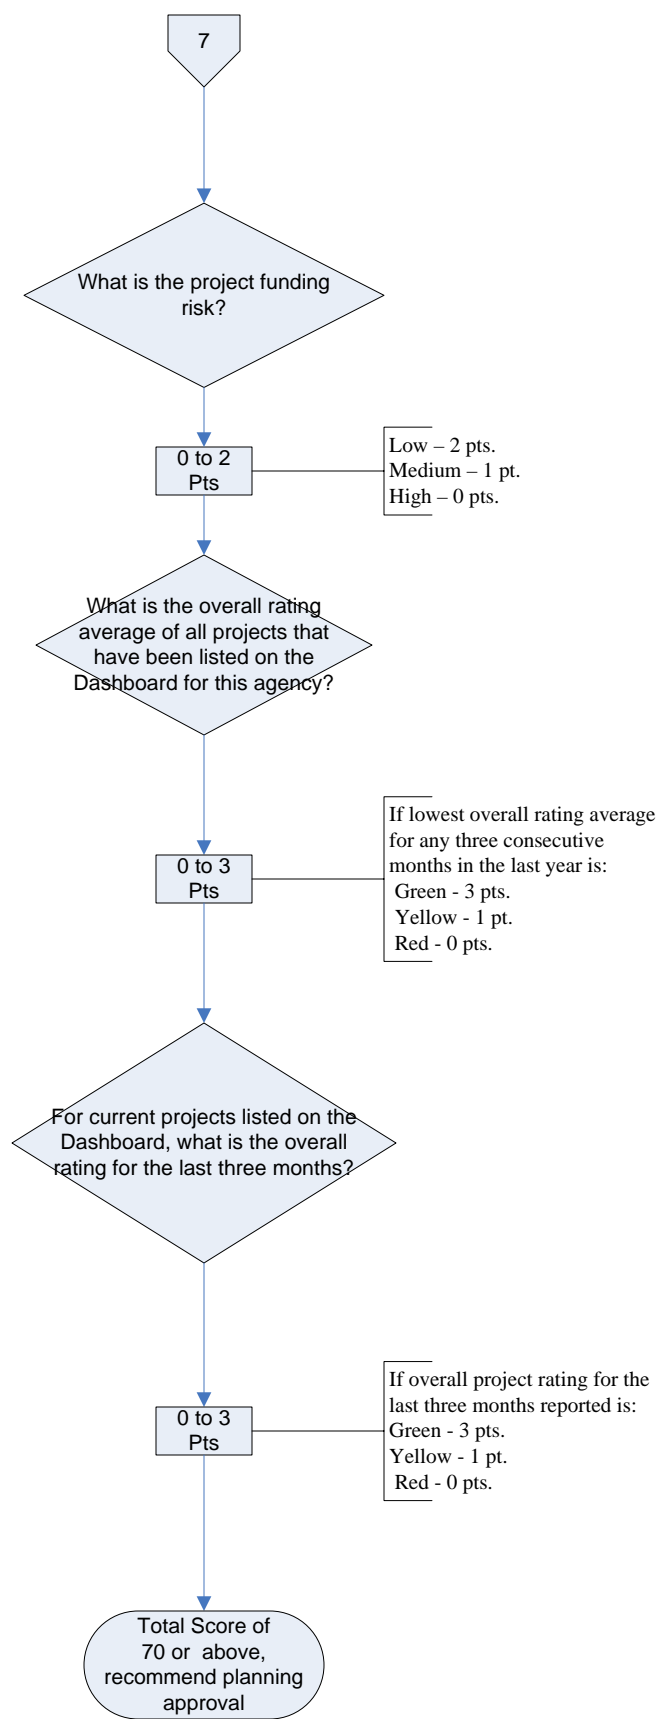 7
What is the project funding
risk?
0 to 2
Pts
Low – 2 pts.
Medium – 1 pt.
High – 0 pts.
What is the overall rating
average of all projects that
have been listed on the
Dashboard for this agency?
0 to 3
Pts
If lowest overall rating average
for any three consecutive
months in the last year is:
Green - 3 pts.
Yellow - 1 pt.
Red - 0 pts.
For current projects listed on the
Dashboard, what is the overall
rating for the last three months?
0 to 3
Pts
If overall project rating for the
last three months reported is:
Green - 3 pts.
Yellow - 1 pt.
Red - 0 pts.
Total Score of
70 or  above,
recommend planning
approval